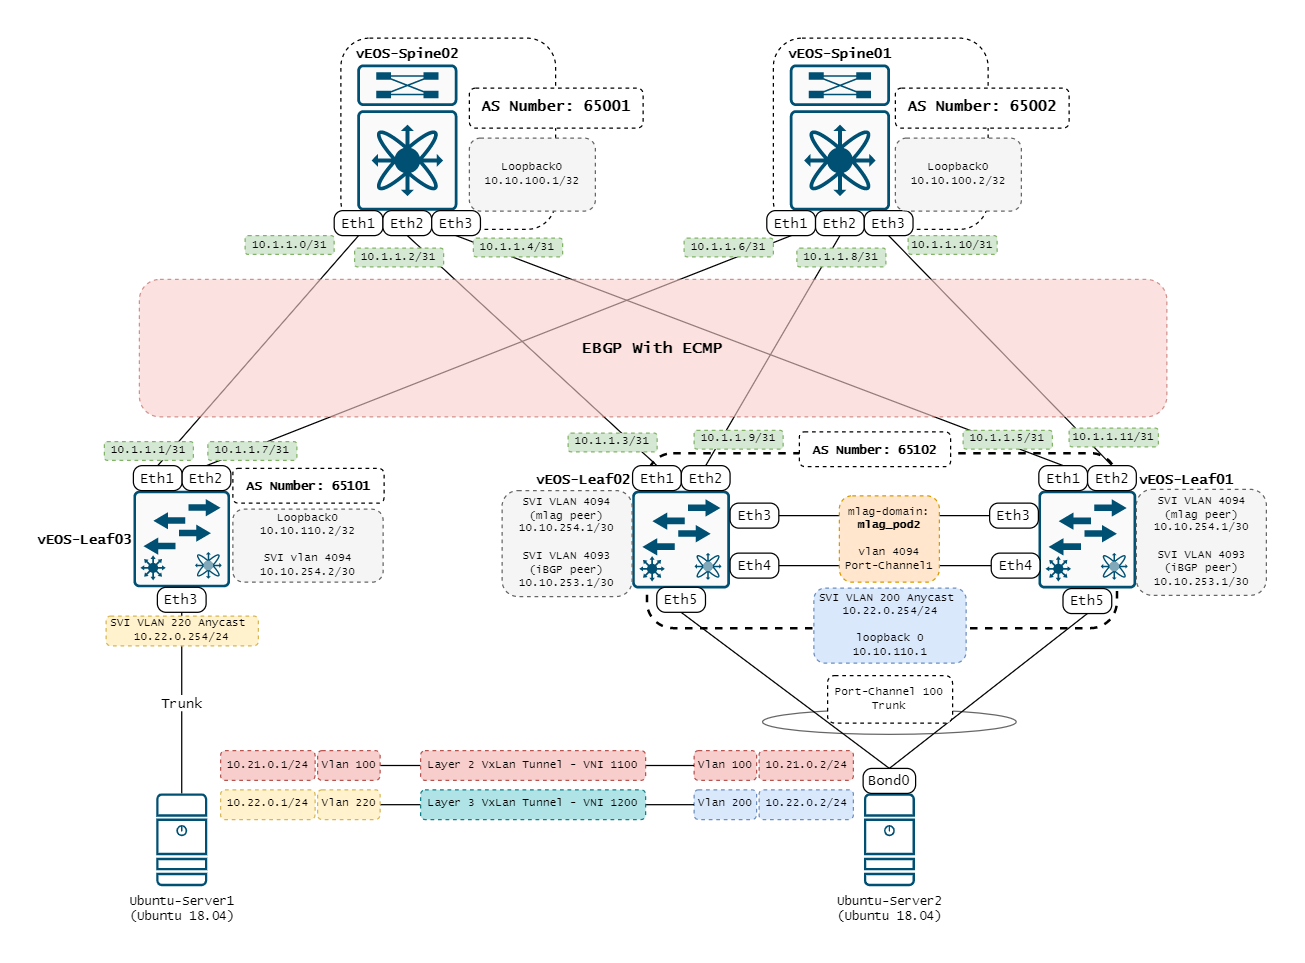 vEOS-Spine02
AS Number: 65001
Loopback0
10.10.100.1/32
Eth1
Eth2
Eth3
10.1.1.0/31
10.1.1.2/31
10.1.1.4/31
vEOS-Spine01
AS Number: 65002
Loopback0
10.10.100.2/32
Eth1
Eth2
Eth3
10.1.1.6/31
10.1.1.8/31
10.1.1.10/31
EBGP With ECMP
10.1.1.1/31
10.1.1.7/31
Eth1
Eth2
AS Number: 65101
vEOS-Leaf03
Loopback0
10.10.110.2/32
SVI vlan 4094
10.10.254.2/30
Eth3
SVI VLAN 220 Anycast
10.22.0.254/24
Trunk
10.1.1.3/31
10.1.1.9/31
AS Number: 65102
10.1.1.5/31
10.1.1.11/31
vEOS-Leaf02
Eth1
Eth2
SVI VLAN 4094
(mlag peer)
10.10.254.1/30
SVI VLAN 4093
(iBGP peer)
10.10.253.1/30
Eth3
Eth4
Eth5
mlag-domain:
mlag_pod2
vlan 4094
Port-Channel1
Eth3
Eth4
Eth1
Eth2
vEOS-Leaf01
SVI VLAN 4094
(mlag peer)
10.10.254.1/30
SVI VLAN 4093
(iBGP peer)
10.10.253.1/30
Eth5
SVI VLAN 200 Anycast
10.22.0.254/24
loopback 0
10.10.110.1
Port-Channel 100
Trunk
10.21.0.1/24
Vlan 100
Layer 2 VxLan Tunnel - VNI 1100
Vlan 100
10.21.0.2/24
10.22.0.1/24
Vlan 220
Layer 3 VxLan Tunnel - VNI 1200
Vlan 200
10.22.0.2/24
Bond0
Ubuntu-Server1
(Ubuntu 18.04)
Ubuntu-Server2
(Ubuntu 18.04)